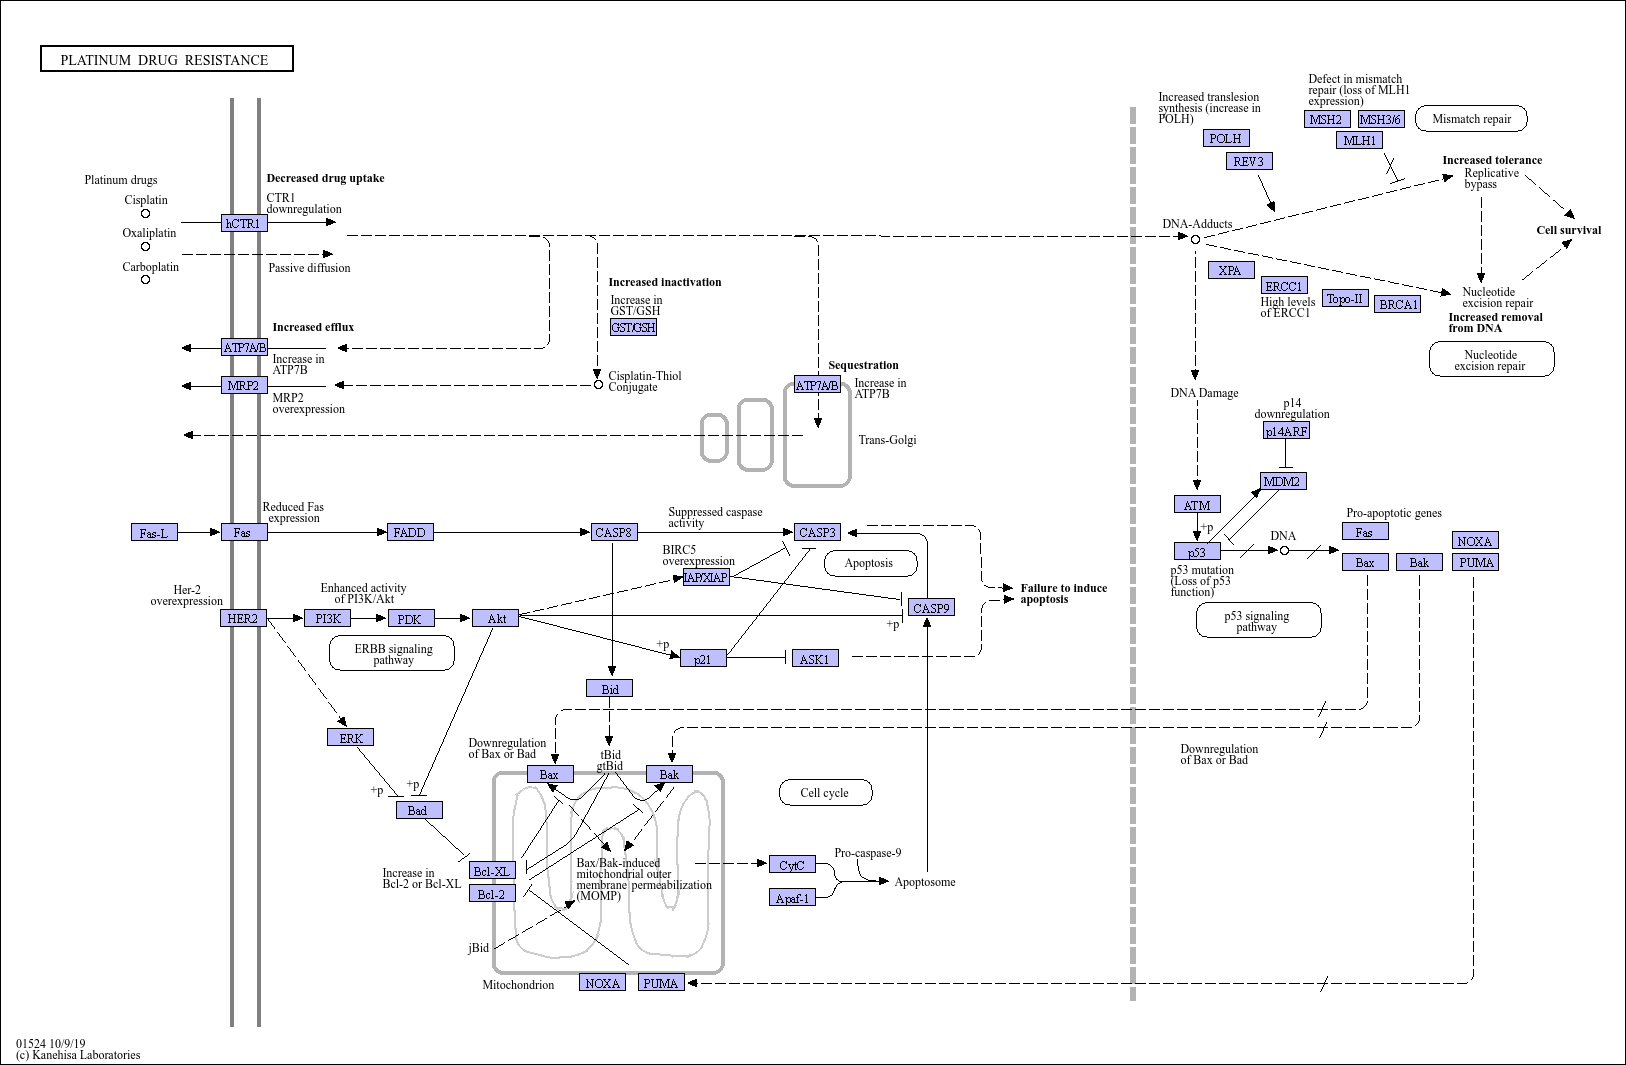 PLATINUM DRUG RESISTANCE
Platinum drugs
Cisplatin
Oxaliplatin
Carboplatin
Decreased drug uptake
CTR1
downregulation
hCTR1
Passive diffusion
Increased efflux
ATP7A/B
Increase in
ATP7B
MRP2
MRP2
overexpression
Increased inactivation
Increase in
GST/GSH
GST/GSH
Cisplatin-Thiol
Conjugate
Sequestration
ATP7A/B
Increase in
ATP7B
Trans-Golgi
Increased translesion
synthesis (increase in
POLH)
POLH
REV3
Defect in mismatch
repair (loss of MLH1
expression)
MSH2
MSH3/6
MLH1
Mismatch repair
Increased tolerance
Replicative
bypass
DNA-Adducts
Cell survival
XPA
ERCC1
High levels
of ERCC1
Topo-II
BRCA1
Nucleotide
excision repair
Increased removal
from DNA
Nucleotide
excision repair
DNA Damage
p14
downregulation
p14ARF
MDM2
ATM
+p
p53
p53 mutation
(Loss of p53
function)
DNA
Pro-apoptotic genes
Fas
Bax
Bak
NOXA
PUMA
p53 signaling
pathway
Downregulation
of Bax or Bad
Fas-L
Reduced Fas
expression
Fas
FADD
CASP8
Suppressed caspase
activity
CASP3
BIRC5
overexpression
IAP/XIAP
Apoptosis
Failure to induce
apoptosis
CASP9
+p
Her-2
overexpression
HER2
Enhanced activity
of PI3K/Akt
PI3K
PDK
Akt
ERBB signaling
pathway
+p
p21
ASK1
Bid
ERK
+p
+p
Bad
Downregulation
of Bax or Bad
tBid
gtBid
Bax
Bak
Cell cycle
Increase in
Bcl-2 or Bcl-XL
Bcl-XL
Bcl-2
Bax/Bak-induced
mitochondrial outer
membrane permeabilization
(MOMP)
CytC
Apaf-1
Pro-caspase-9
Apoptosome
jBid
Mitochondrion
NOXA
PUMA
01524 10/9/19
(c) Kanehisa Laboratories